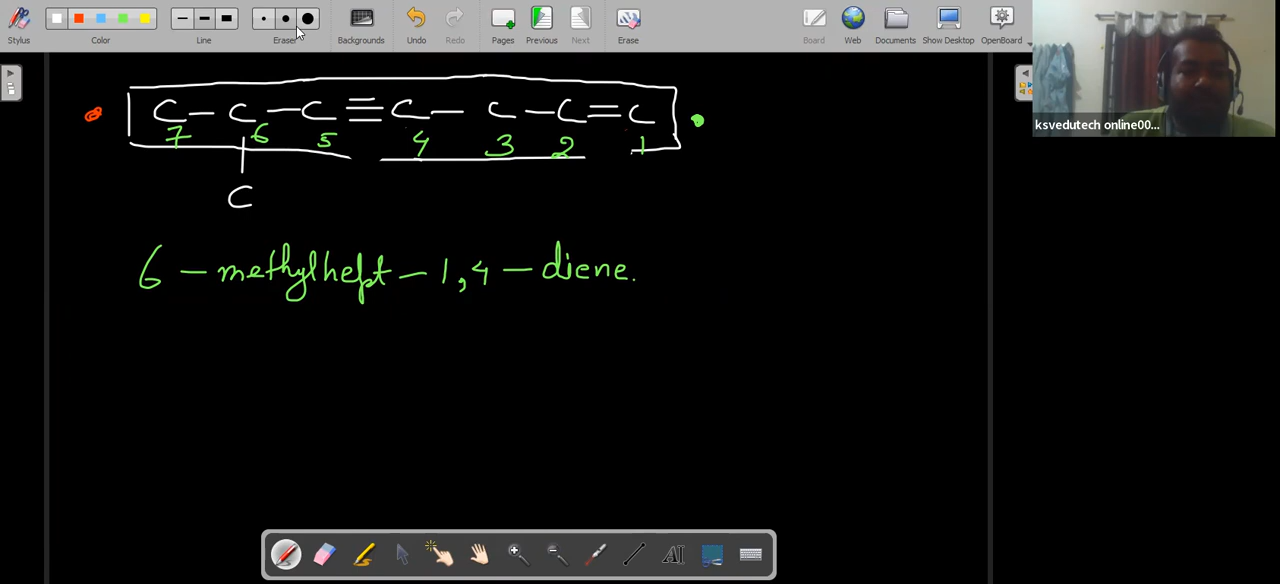 Stylus Color Line Eraser Backgrounds Undo Redo Pages Previous Next Erase Board Web Documents Show Desktop OpenBoard
ksvedutech online00...
C – C – C ≡ C – C – C = C
7 6 5 4 3 2 1
C
6 – methylhept – 1,4 – diene.
AI